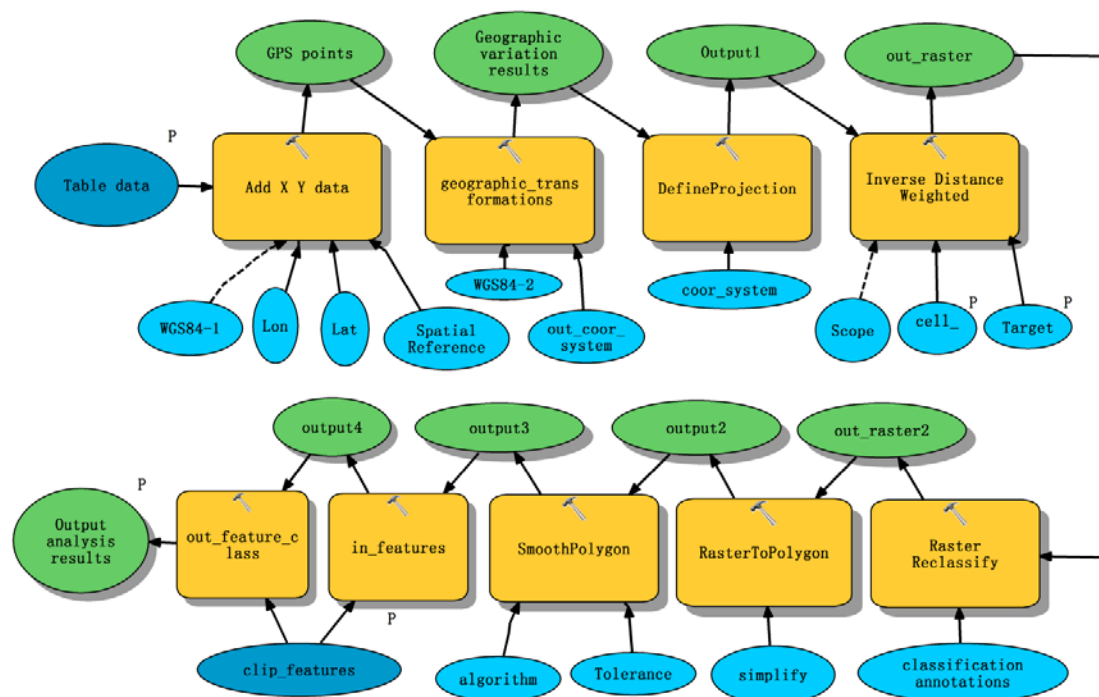 GPS points
Geographic
variation
results
Output1
out_raster
P
Table data
Add X Y data
geographic_trans
formations
DefineProjection
Inverse Distance
Weighted
WGS84-1
Lon
Lat
Spatial
Reference
WGS84-2
out_coor_
system
coor_system
Scope
cell_
P
Target
P
output4
output3
output2
out_raster2
P
Output
analysis
results
out_feature_c
lass
in_features
SmoothPolygon
RasterToPolygon
Raster
Reclassify
P
clip_features
algorithm
Tolerance
simplify
classification
annotations